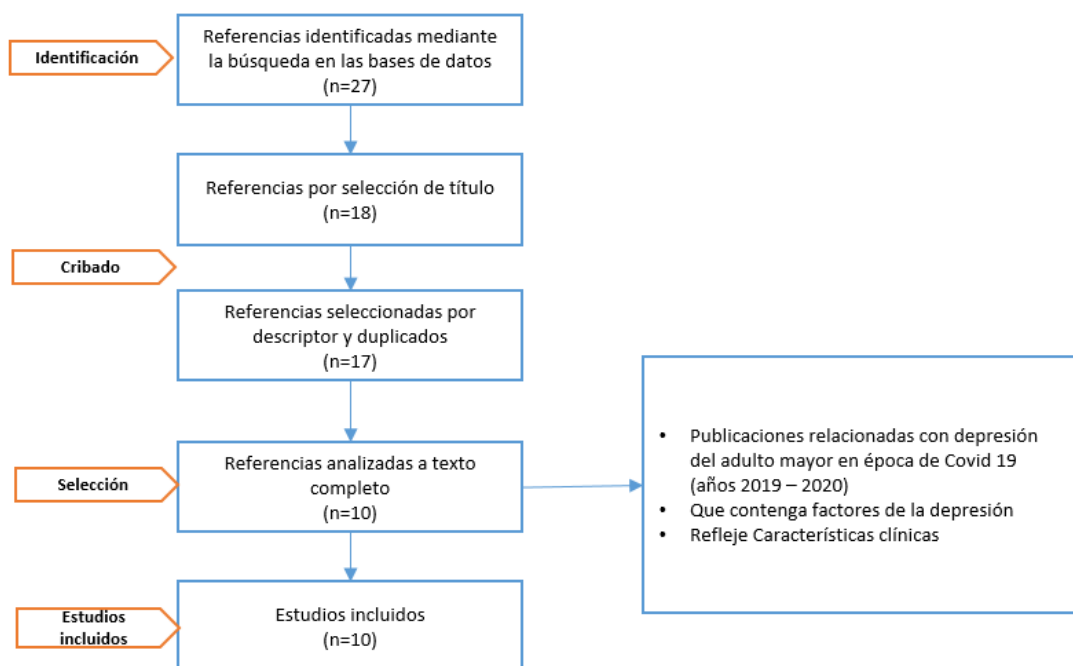 Identificación
Referencias identificadas mediante
la búsqueda en las bases de datos
(n=27)
Referencias por selección de título
(n=18)
Cribado
Referencias seleccionadas por
descriptor y duplicados
(n=17)
Selección
Referencias analizadas a texto
completo
(n=10)
• Publicaciones relacionadas con depresión
del adulto mayor en época de Covid 19
(años 2019 – 2020)
• Que contenga factores de la depresión
• Refleje Características clínicas
Estudios
incluidos
Estudios incluidos
(n=10)